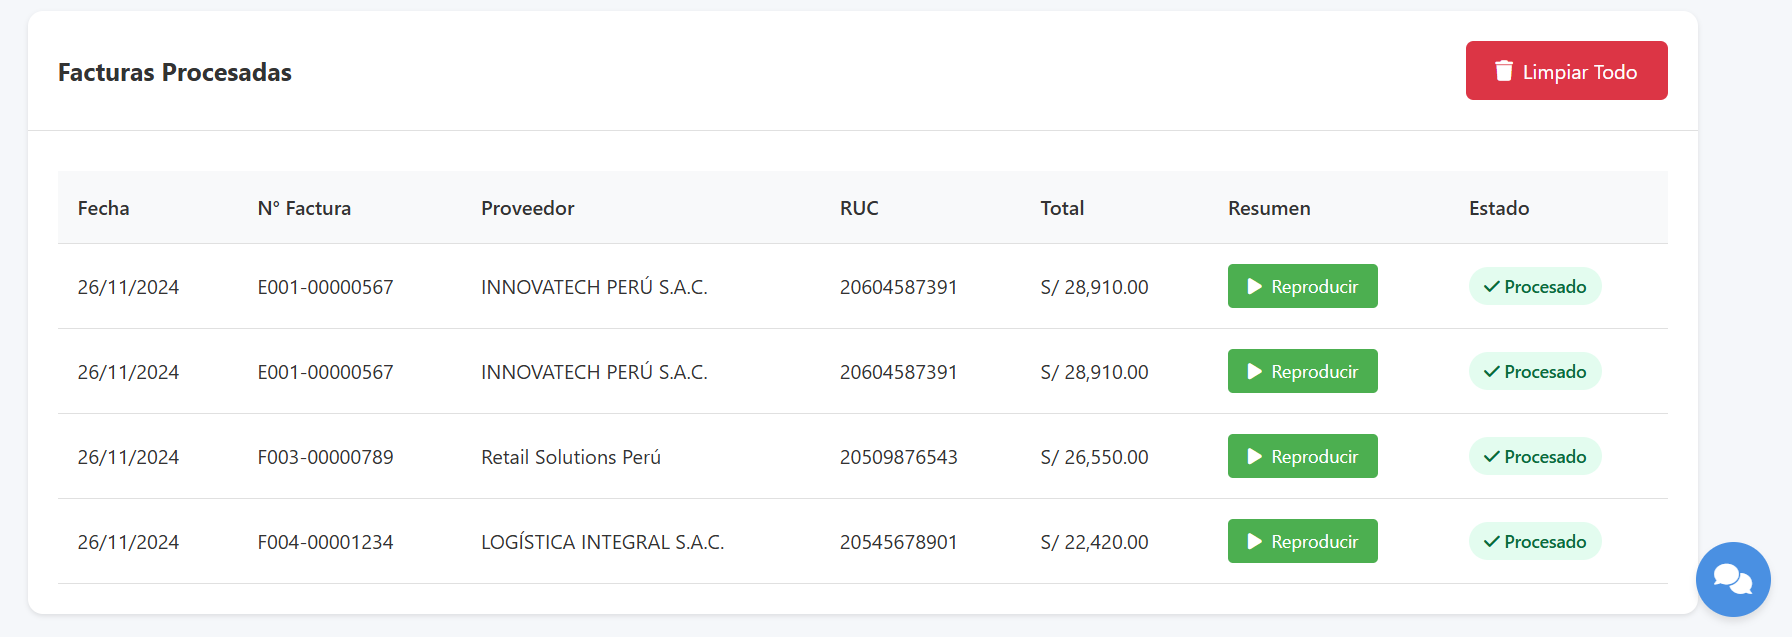 Facturas Procesadas
Limpiar Todo
Fecha N° Factura Proveedor RUC Total Resumen Estado
26/11/2024 E001-00000567 INNOVATECH PERÚ S.A.C. 20604587391 S/ 28,910.00 Reproducir Procesado
26/11/2024 E001-00000567 INNOVATECH PERÚ S.A.C. 20604587391 S/ 28,910.00 Reproducir Procesado
26/11/2024 F003-00000789 Retail Solutions Perú 20509876543 S/ 26,550.00 Reproducir Procesado
26/11/2024 F004-00001234 LOGÍSTICA INTEGRAL S.A.C. 20545678901 S/ 22,420.00 Reproducir Procesado